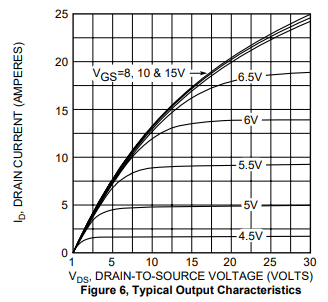 25
20
15
10
5
0
I_D, DRAIN CURRENT (AMPERES)
V_GS=8, 10 & 15V
6.5V
6V
5.5V
5V
4.5V
1 5 10 15 20 25 30
V_DS, DRAIN-TO-SOURCE VOLTAGE (VOLTS)
Figure 6, Typical Output Characteristics